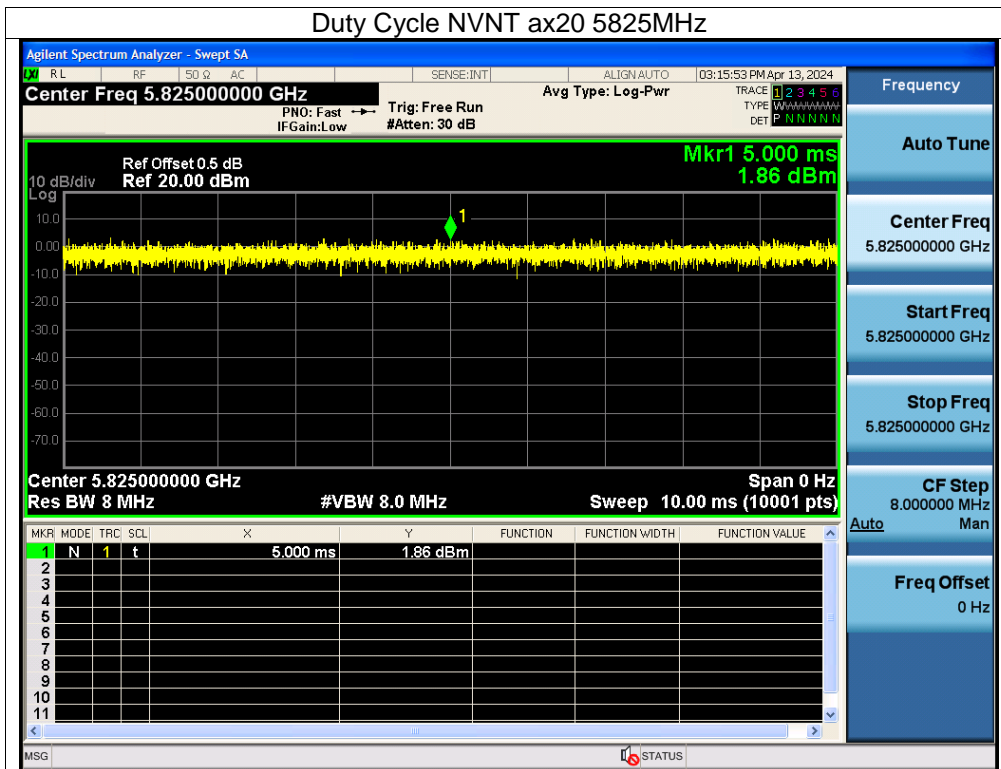 Duty Cycle NVNT ax20 5825MHz
Agilent Spectrum Analyzer - Swept SA
LXI RL RF 50 Ω AC SENSE:INT ALIGN AUTO 03:15:53 PM Apr 13, 2024
Center Freq 5.825000000 GHz
PNO: Fast
IFGain:Low
Trig: Free Run
#Atten: 30 dB
Avg Type: Log-Pwr
TRACE 1 2 3 4 5 6
TYPE WWWWWW
DET P N N N N N
Mkr1 5.000 ms
1.86 dBm
Ref Offset 0.5 dB
Ref 20.00 dBm
10 dB/div
Log
10.0
0.00
-10.0
-20.0
-30.0
-40.0
-50.0
-60.0
-70.0
1
Center 5.825000000 GHz Span 0 Hz
Res BW 8 MHz #VBW 8.0 MHz Sweep 10.00 ms (10001 pts)
MKR MODE TRC SCL X Y FUNCTION FUNCTION WIDTH FUNCTION VALUE
1 N 1 t 5.000 ms 1.86 dBm
2
3
4
5
6
7
8
9
10
11
MSG STATUS
Frequency
Auto Tune
Center Freq
5.825000000 GHz
Start Freq
5.825000000 GHz
Stop Freq
5.825000000 GHz
CF Step
8.000000 MHz
Auto Man
Freq Offset
0 Hz